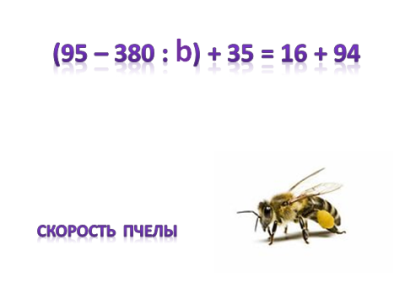 (95 – 380 : b) + 35 = 16 + 94
СКОРОСТЬ ПЧЕЛЫ